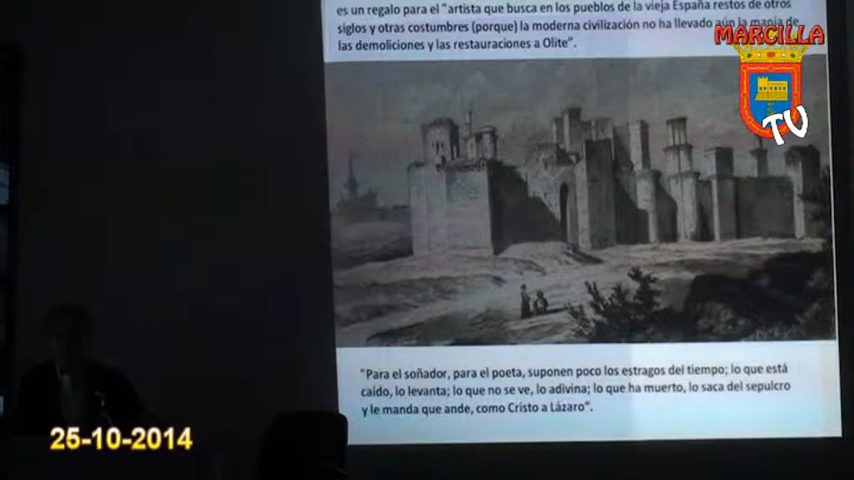 es un regalo para el "artista que busca en los pueblos de la vieja España restos de otros
siglos y otras costumbres (porque) la moderna civilización no ha llevado aún la manía de
las demoliciones y las restauraciones a Olite".
MARCILLA
TV
"Para el soñador, para el poeta, suponen poco los estragos del tiempo; lo que está
caído, lo levanta; lo que no se ve, lo adivina; lo que ha muerto, lo saca del sepulcro
y le manda que ande, como Cristo a Lázaro".
25-10-2014